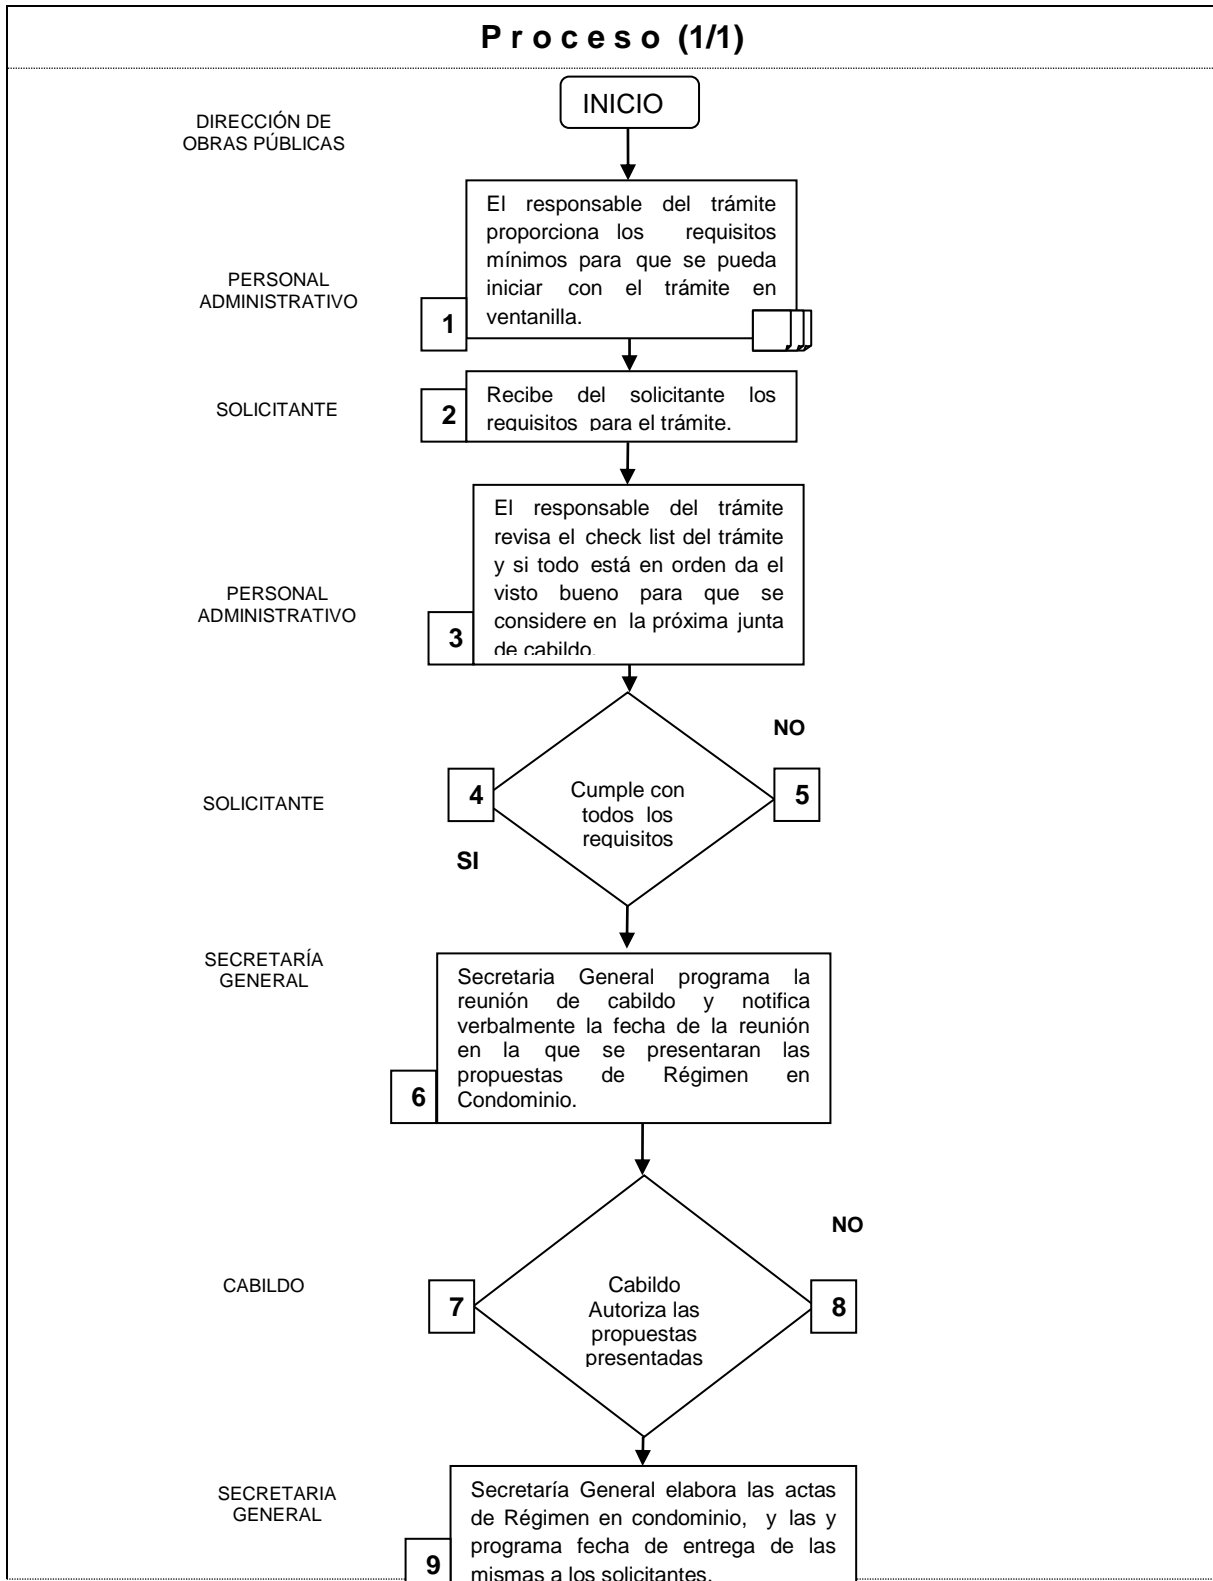 P r o c e s o (1/1)
INICIO
DIRECCIÓN DE
OBRAS PÚBLICAS
El responsable del trámite
proporciona los requisitos
mínimos para que se pueda
iniciar con el trámite en
ventanilla.
PERSONAL
ADMINISTRATIVO
1
SOLICITANTE
2
Recibe del solicitante los
requisitos para el trámite.
El responsable del trámite
revisa el check list del trámite
y si todo está en orden da el
visto bueno para que se
considere en la próxima junta
de cabildo.
PERSONAL
ADMINISTRATIVO
3
NO
SOLICITANTE
4
Cumple con
todos los
requisitos
5
SI
SECRETARÍA
GENERAL
Secretaria General programa la
reunión de cabildo y notifica
verbalmente la fecha de la reunión
en la que se presentaran las
propuestas de Régimen en
Condominio.
6
NO
CABILDO
7
Cabildo
Autoriza las
propuestas
presentadas
8
SECRETARIA
GENERAL
Secretaría General elabora las actas
de Régimen en condominio, y las y
programa fecha de entrega de las
mismas a los solicitantes.
9